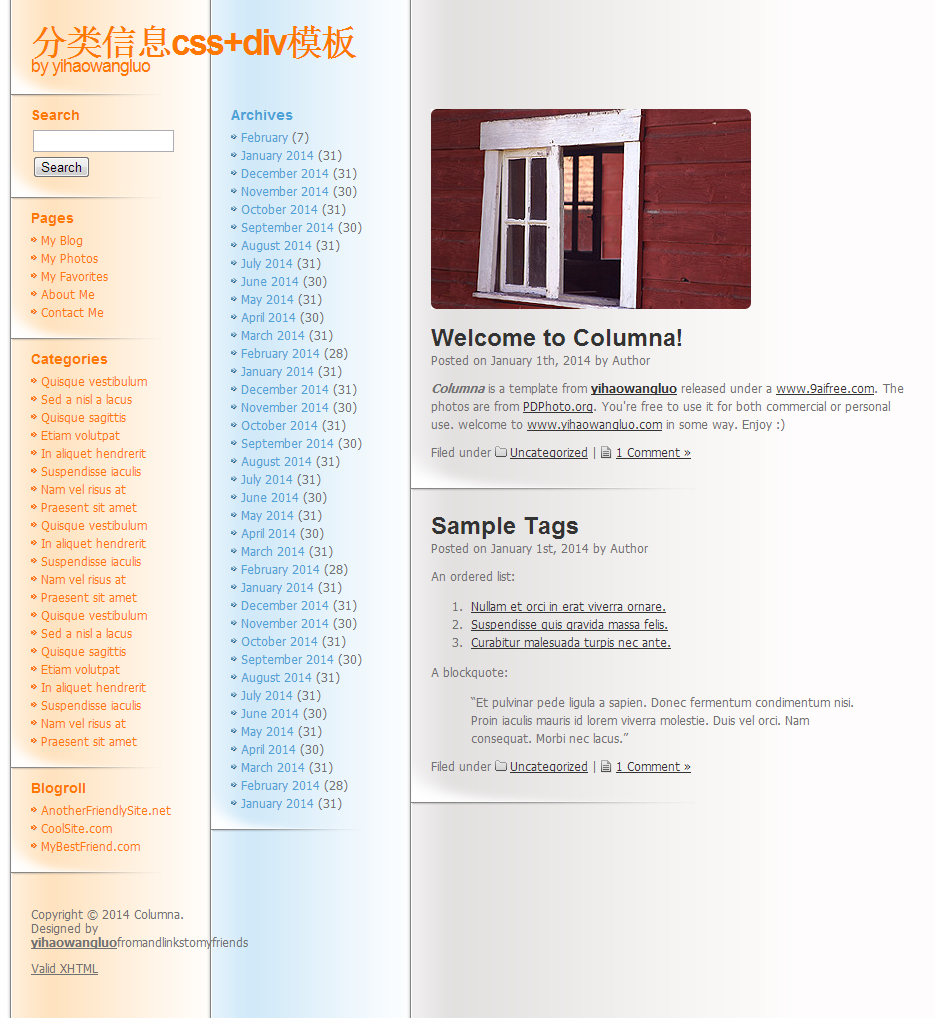 分类信息css+div模板
by yihaowangluo
Search
Search
Pages
My Blog
My Photos
My Favorites
About Me
Contact Me
Categories
Quisque vestibulum
Sed a nisl a lacus
Quisque sagittis
Etiam volutpat
In aliquet hendrerit
Suspendisse iaculis
Nam vel risus at
Praesent sit amet
Quisque vestibulum
In aliquet hendrerit
Suspendisse iaculis
Nam vel risus at
Praesent sit amet
Quisque vestibulum
Sed a nisl a lacus
Quisque sagittis
Etiam volutpat
In aliquet hendrerit
Suspendisse iaculis
Nam vel risus at
Praesent sit amet
Blogroll
AnotherFriendlySite.net
CoolSite.com
MyBestFriend.com
Copyright © 2014 Columna.
Designed by
yihaowangluofromandlinkstomyfriends
Valid XHTML
Archives
February (7)
January 2014 (31)
December 2014 (31)
November 2014 (30)
October 2014 (31)
September 2014 (30)
August 2014 (31)
July 2014 (31)
June 2014 (30)
May 2014 (31)
April 2014 (30)
March 2014 (31)
February 2014 (28)
January 2014 (31)
December 2014 (31)
November 2014 (30)
October 2014 (31)
September 2014 (30)
August 2014 (31)
July 2014 (31)
June 2014 (30)
May 2014 (31)
April 2014 (30)
March 2014 (31)
February 2014 (28)
January 2014 (31)
December 2014 (31)
November 2014 (30)
October 2014 (31)
September 2014 (30)
August 2014 (31)
July 2014 (31)
June 2014 (30)
May 2014 (31)
April 2014 (30)
March 2014 (31)
February 2014 (28)
January 2014 (31)
Welcome to Columna!
Posted on January 1th, 2014 by Author
Columna is a template from yihaowangluo released under a www.9aifree.com. The
photos are from PDPhoto.org. You're free to use it for both commercial or personal
use. welcome to www.yihaowangluo.com in some way. Enjoy :)
Filed under Uncategorized | 1 Comment »
Sample Tags
Posted on January 1st, 2014 by Author
An ordered list:
1. Nullam et orci in erat viverra ornare.
2. Suspendisse quis gravida massa felis.
3. Curabitur malesuada turpis nec ante.
A blockquote:
“Et pulvinar pede ligula a sapien. Donec fermentum condimentum nisi.
Proin iaculis mauris id lorem viverra molestie. Duis vel orci. Nam
consequat. Morbi nec lacus.”
Filed under Uncategorized | 1 Comment »